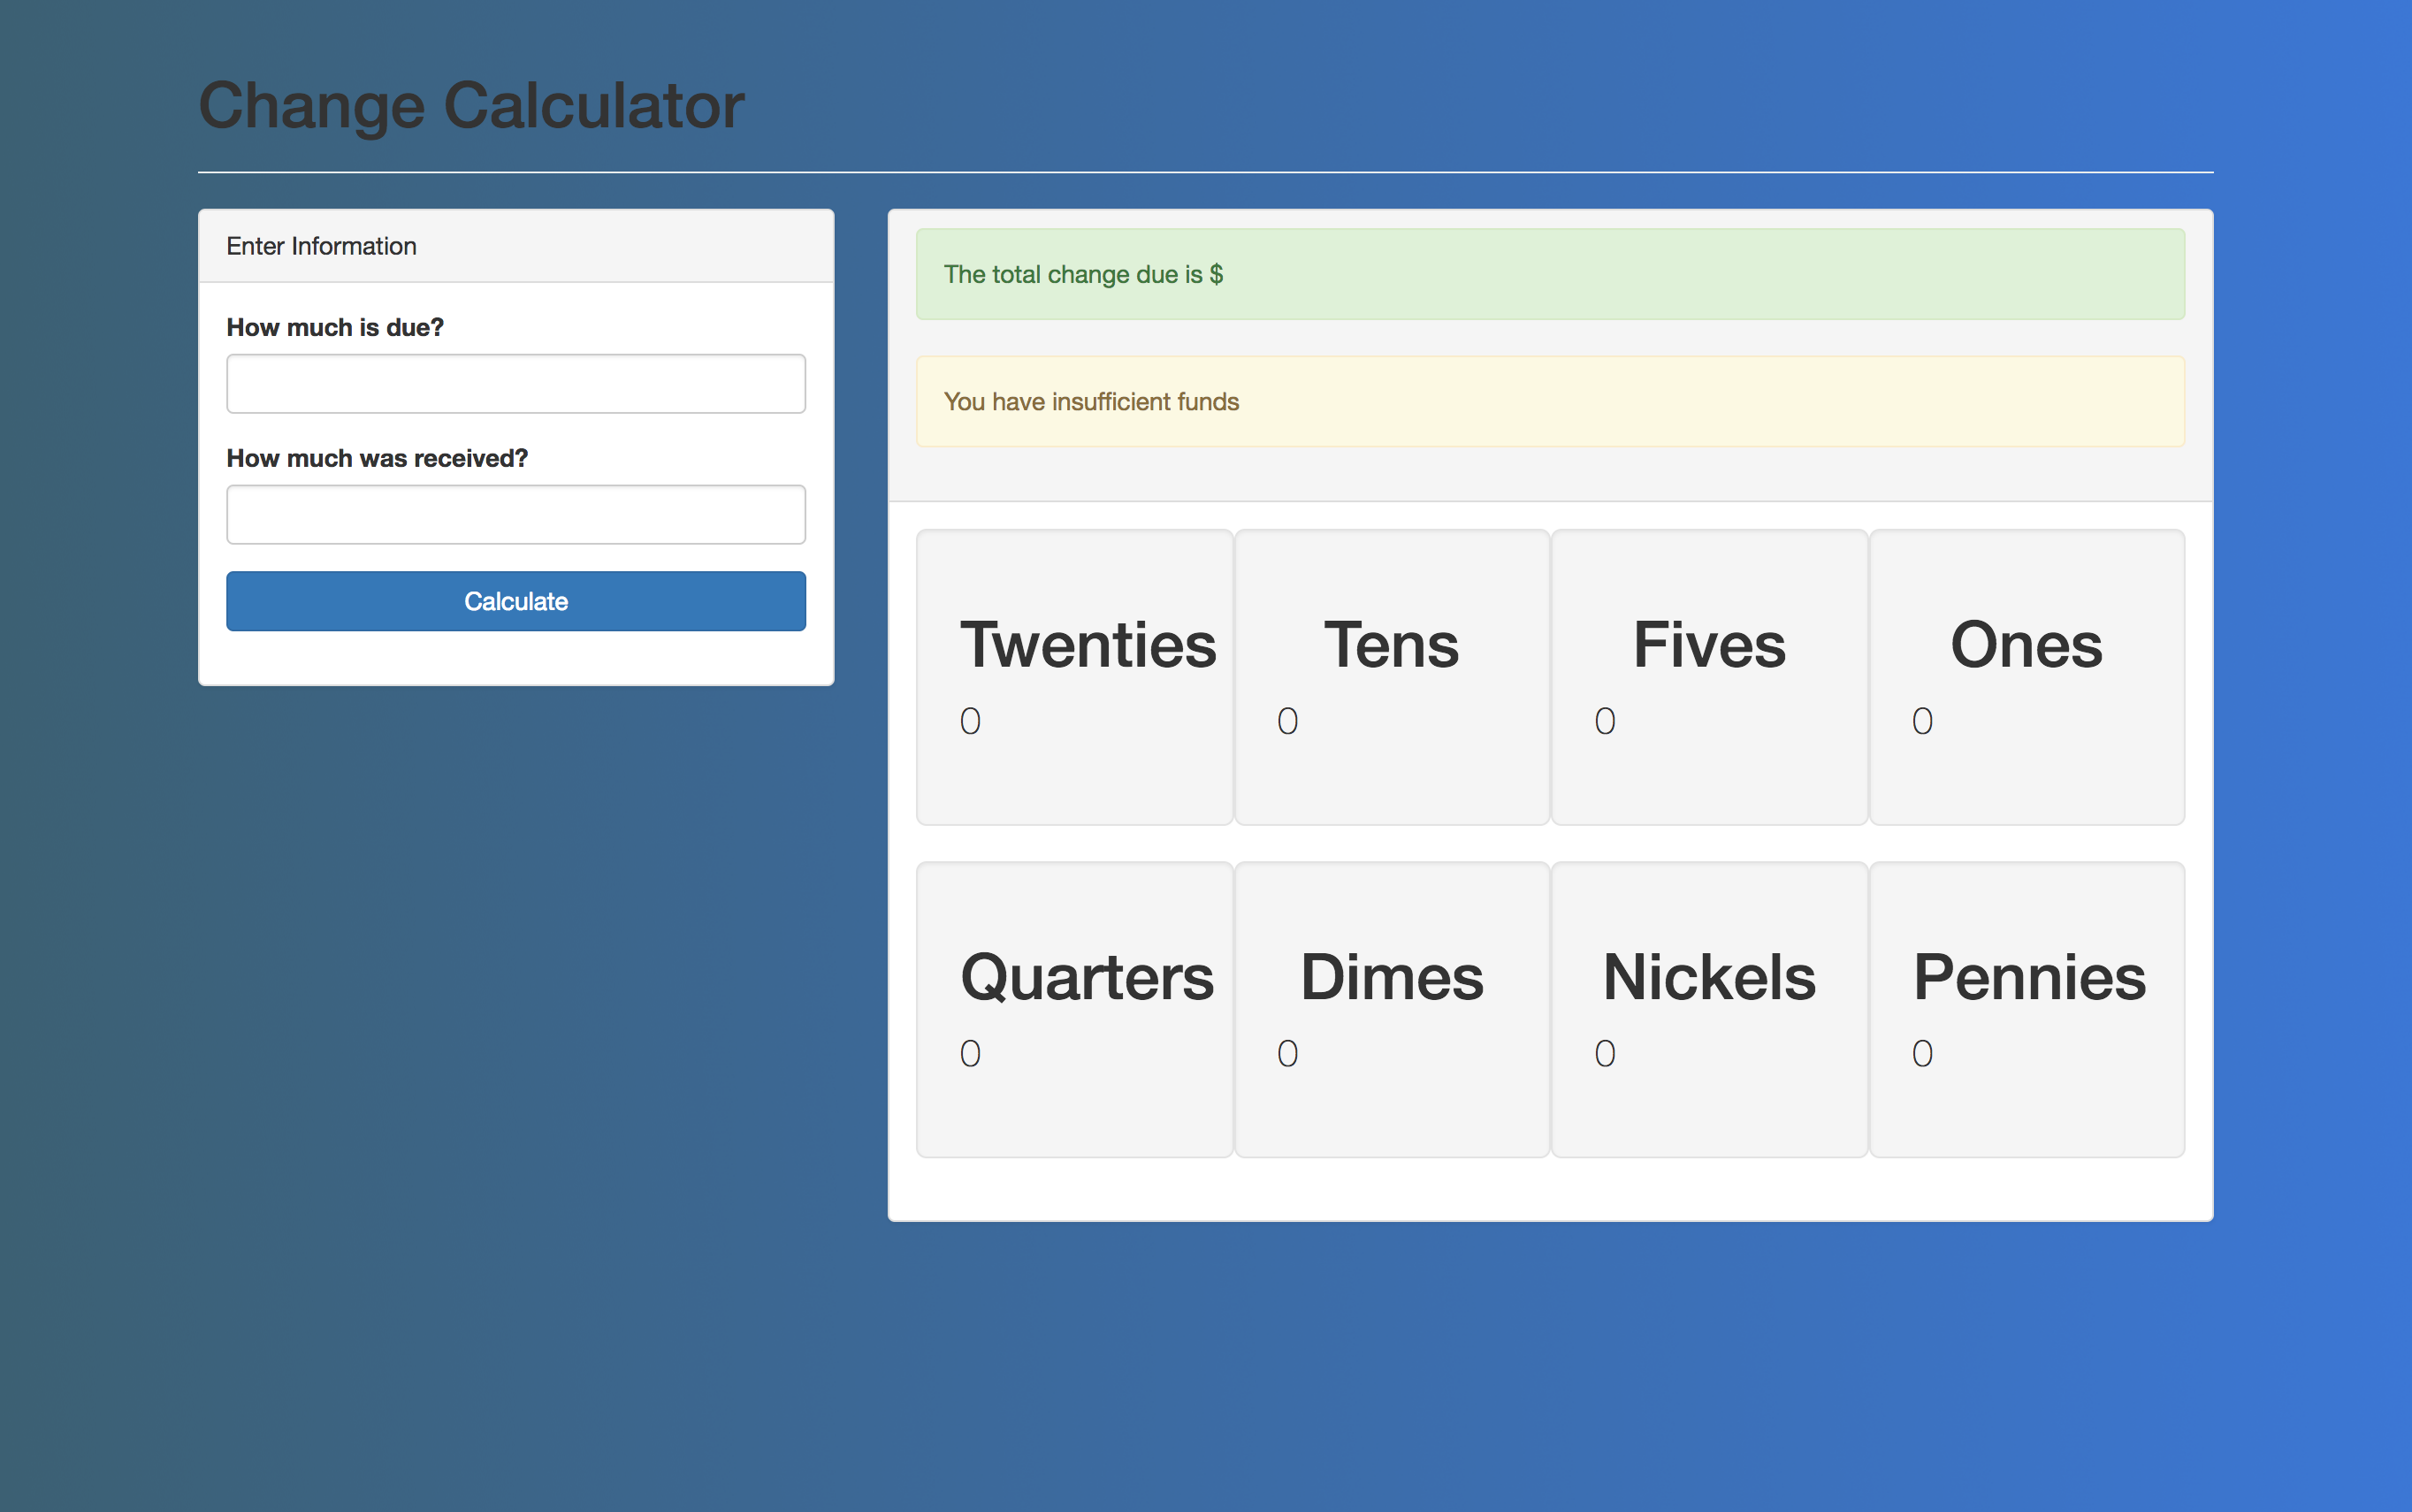 Change Calculator
Enter Information
How much is due?
How much was received?
Calculate
The total change due is $
You have insufficient funds
Twenties Tens Fives Ones
0 0 0 0
Quarters Dimes Nickels Pennies
0 0 0 0